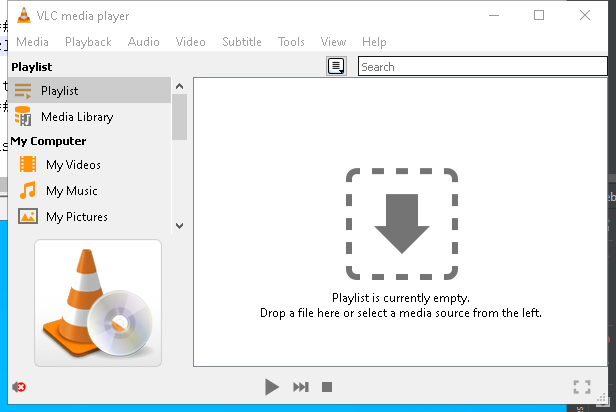 VLC media player
Media Playback Audio Video Subtitle Tools View Help
Playlist
Search
Playlist
Media Library
My Computer
My Videos
My Music
My Pictures
Playlist is currently empty.
Drop a file here or select a media source from the left.